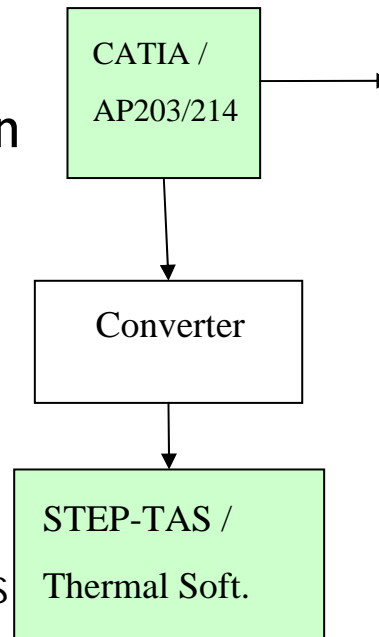 CATIA /
AP203/214
n
Converter
STEP-TAS /
s Thermal Soft.